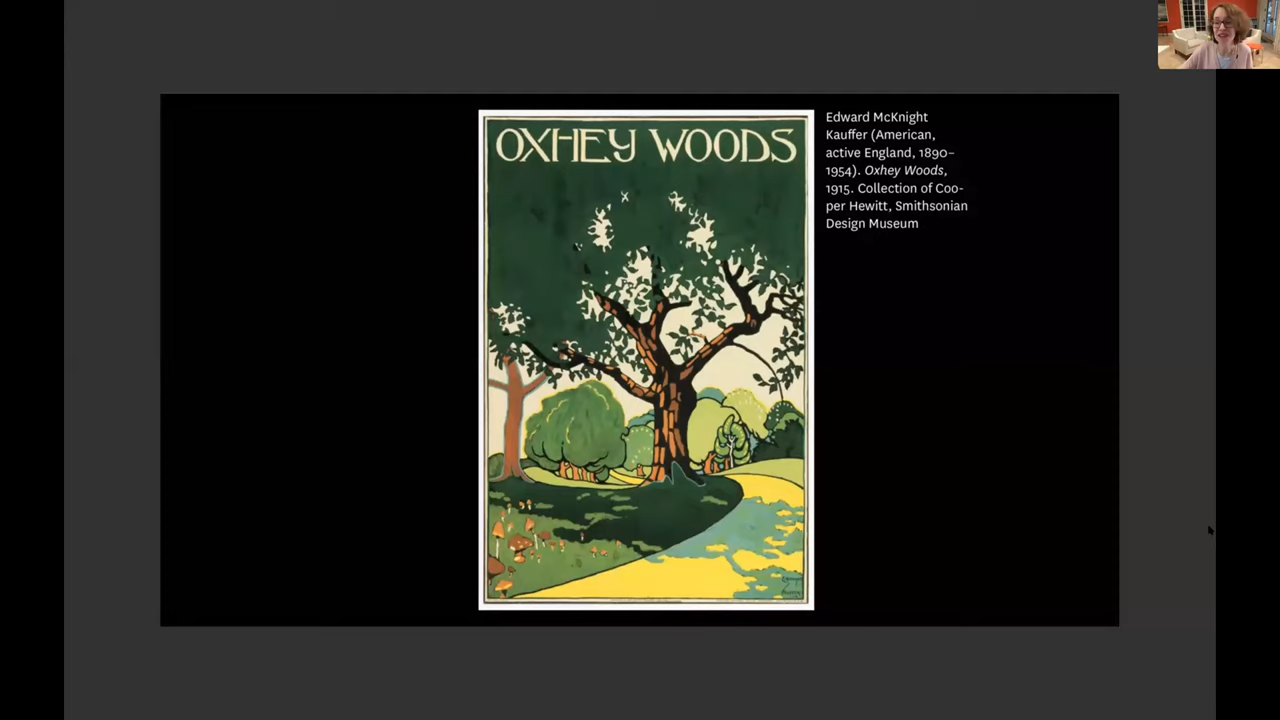 OXHEY WOODS
Edward McKnight
Kauffer (American,
active England, 1890–
1954). Oxhey Woods,
1915. Collection of Coo-
per Hewitt, Smithsonian
Design Museum